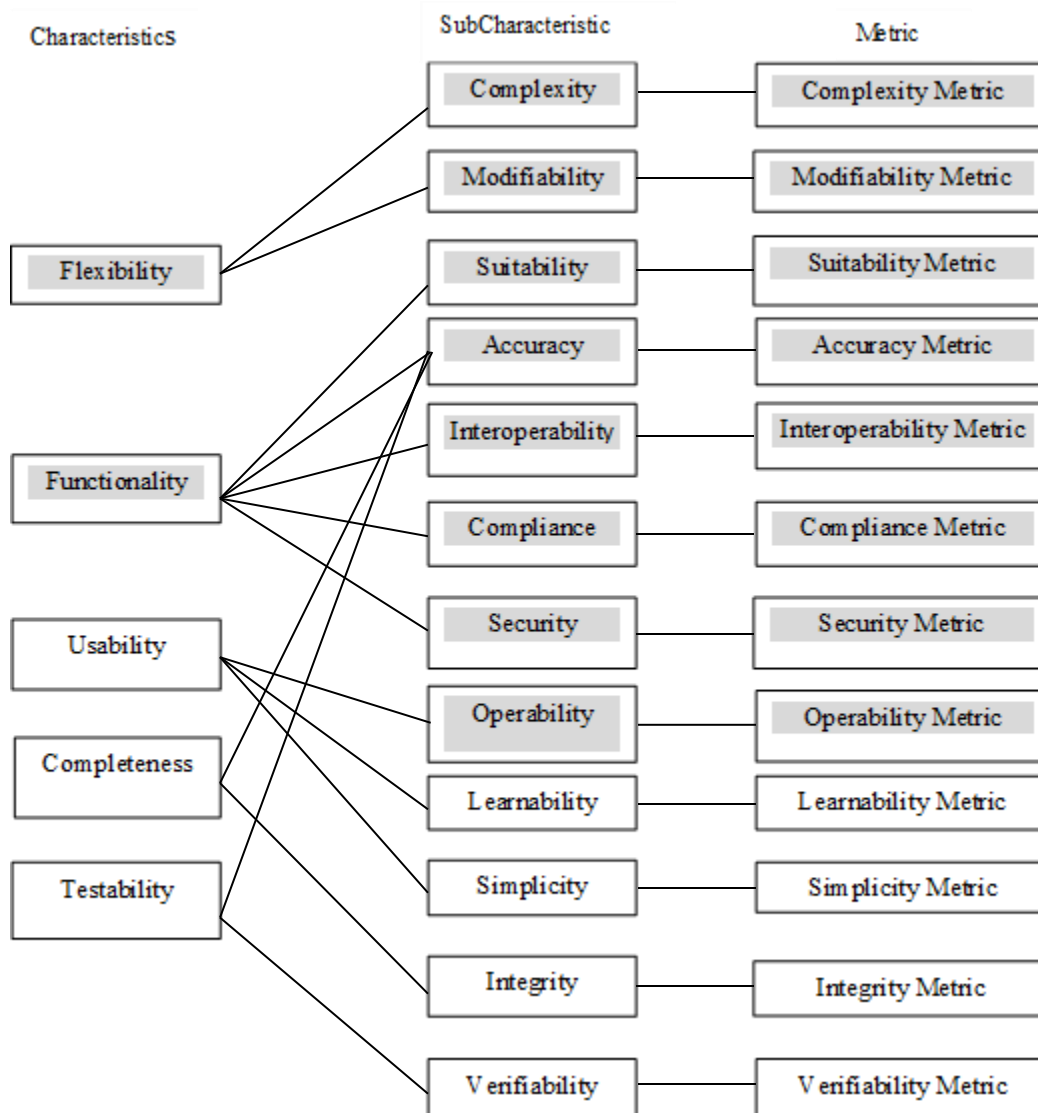 Characteristics
SubCharacteristic
Metric
Complexity
Complexity Metric
Modifiability
Modifiability Metric
Flexibility
Suitability
Suitability Metric
Accuracy
Accuracy Metric
Interoperability
Interoperability Metric
Functionality
Compliance
Compliance Metric
Security
Security Metric
Usability
Operability
Operability Metric
Completeness
Learnability
Learnability Metric
Testability
Simplicity
Simplicity Metric
Integrity
Integrity Metric
Verifiability
Verifiability Metric